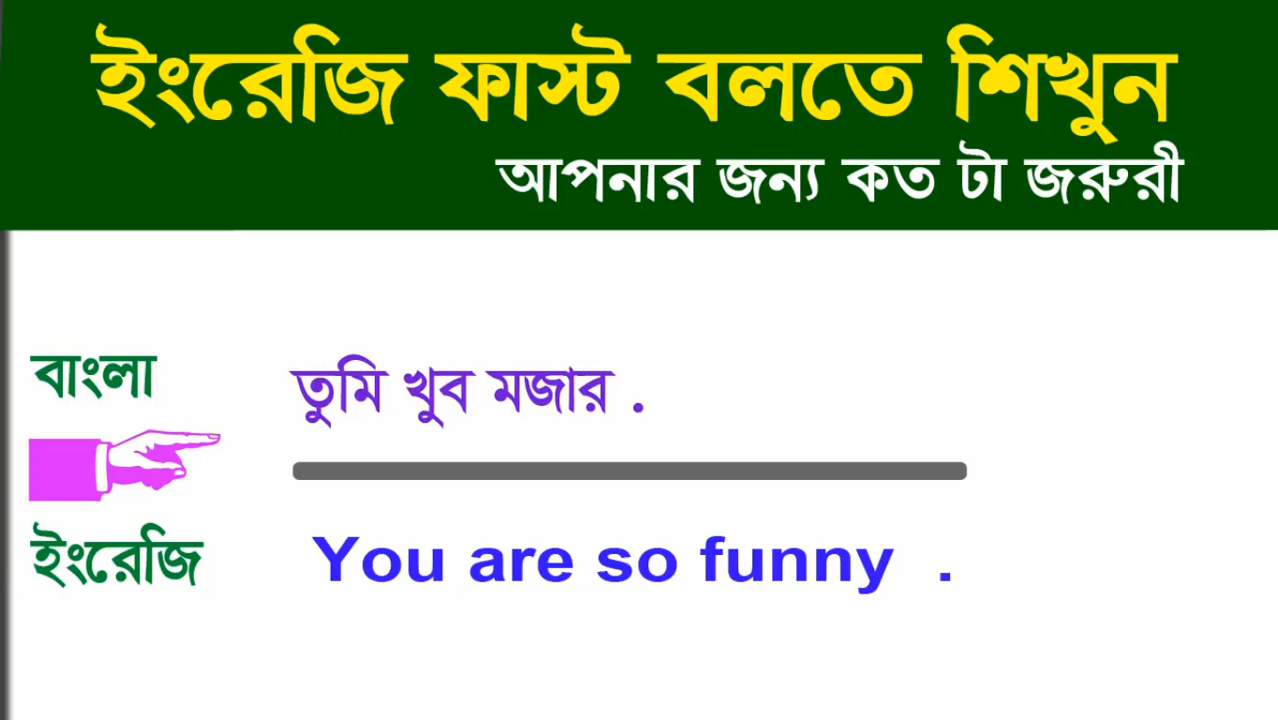 ইংরেজি ফাস্ট বলতে শিখুন
আপনার জন্য কত টা জরুরী
বাংলা
তুমি খুব মজার .
ইংরেজি
You are so funny .